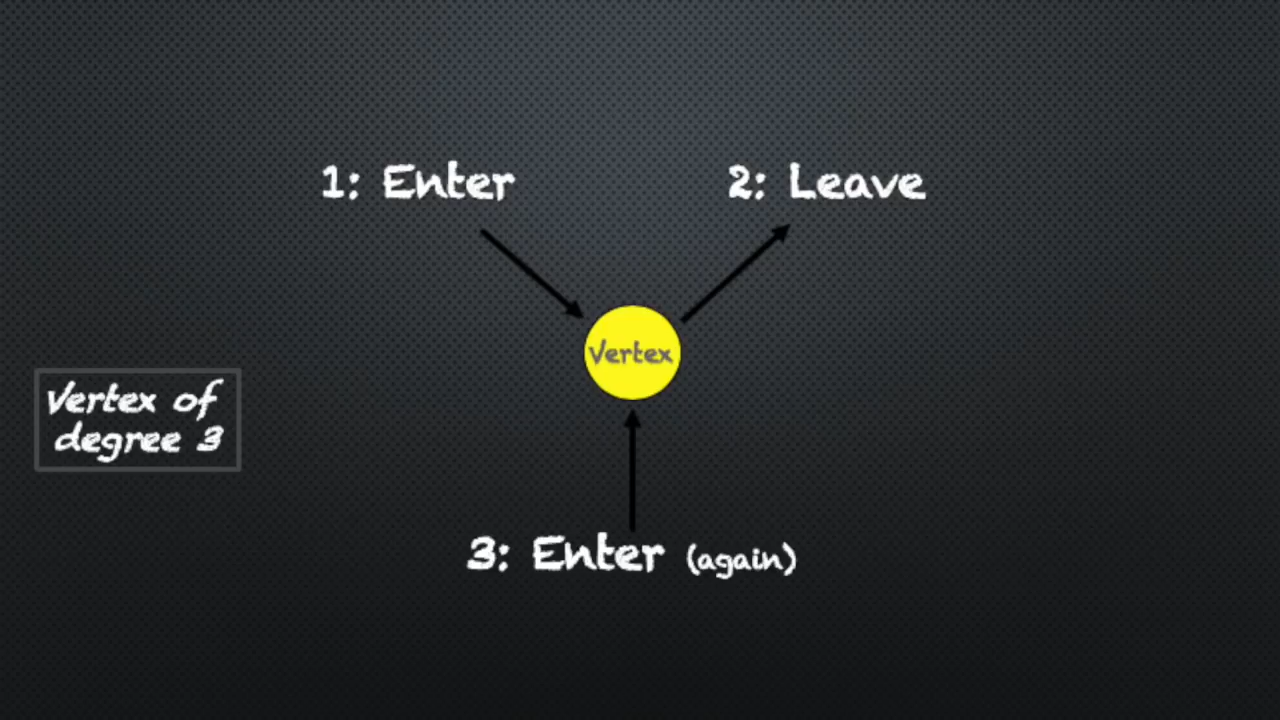 1: Enter
2: Leave
Vertex
Vertex of
degree 3
3: Enter (again)